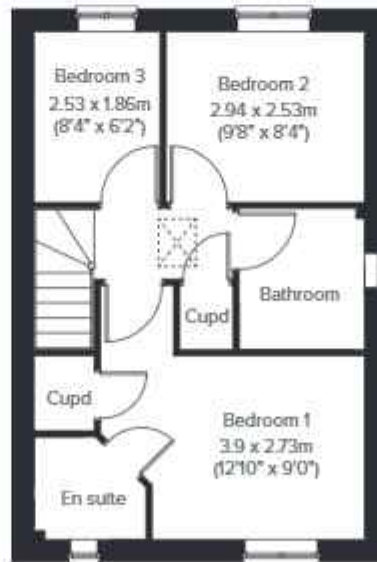 Bedroom 3
2.53 x 1.86m
(8'4" x 6'2")
Bedroom 2
2.94 x 2.53m
(9'8" x 8'4")
Bathroom
Cupd
Cupd
Bedroom 1
3.9 x 2.73m
(12'10" x 9'0")
En suite